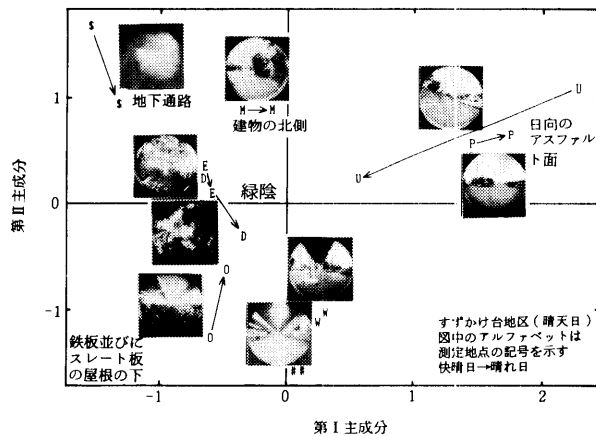 第Ⅱ主成分
1
0
-1
S
S
地下通路
M→M
建物の北側
U
日向の
アスファル
ト面
P
P
U
E
D
E
緑陰
D
O
O
W
W
##
鉄板並びに
スレート板
の屋根の下
すずかけ台地区(晴天日)
図中のアルファベットは
測定地点の記号を示す
快晴日→晴れ日
-1
0
1
2
第Ⅰ主成分